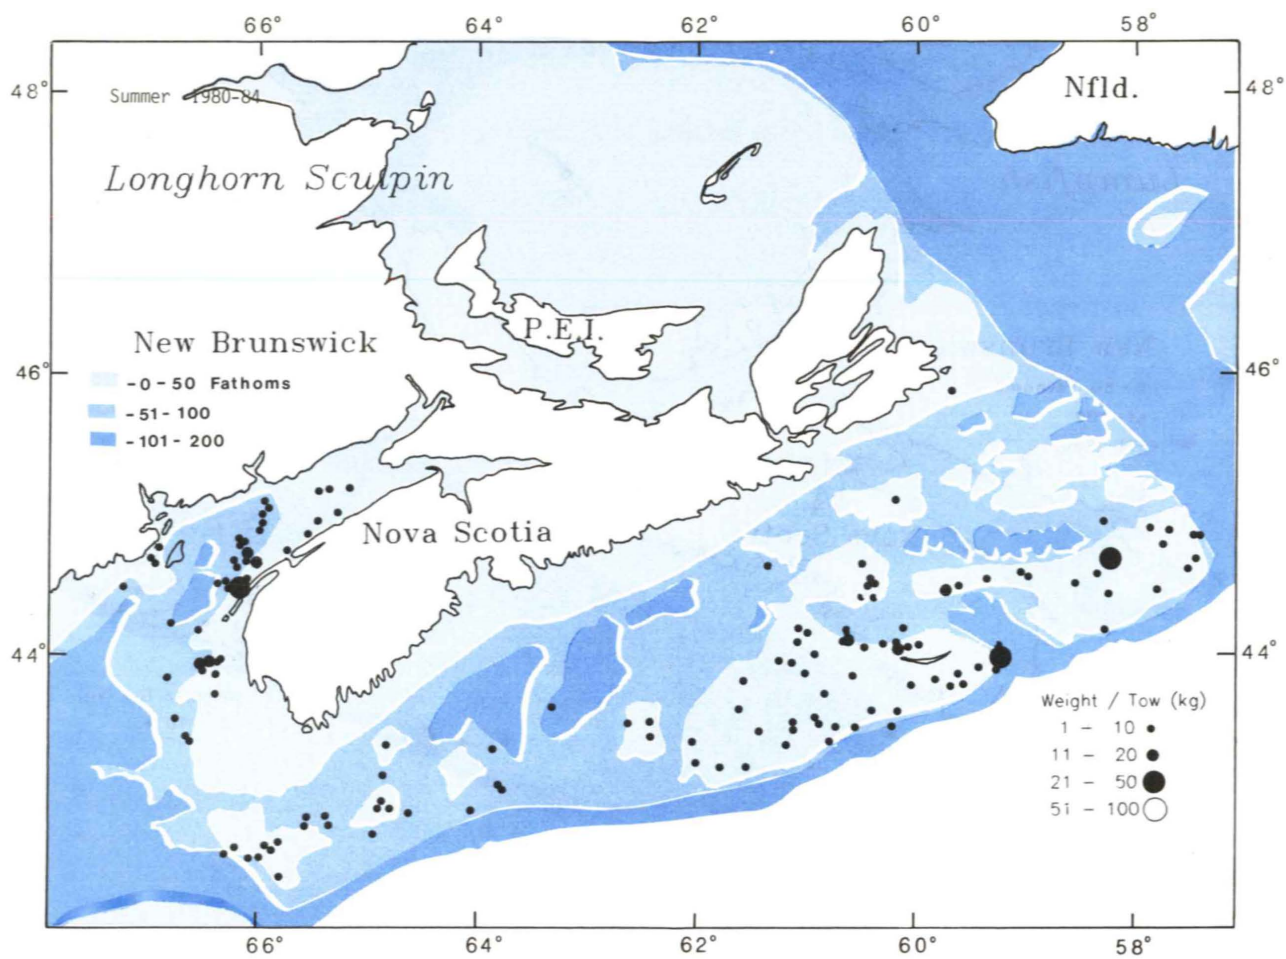 66° 64° 62° 60° 58°
48° 48°
Nfld.
Summer 1980-84
Longhorn Sculpin
P.E.I.
New Brunswick
-0-50 Fathoms
46° 46°
-51-100
-101-200
Nova Scotia
44° 44°
Weight / Tow (kg)
1 - 10
11 - 20
21 - 50
51 - 100
66° 64° 62° 60° 58°